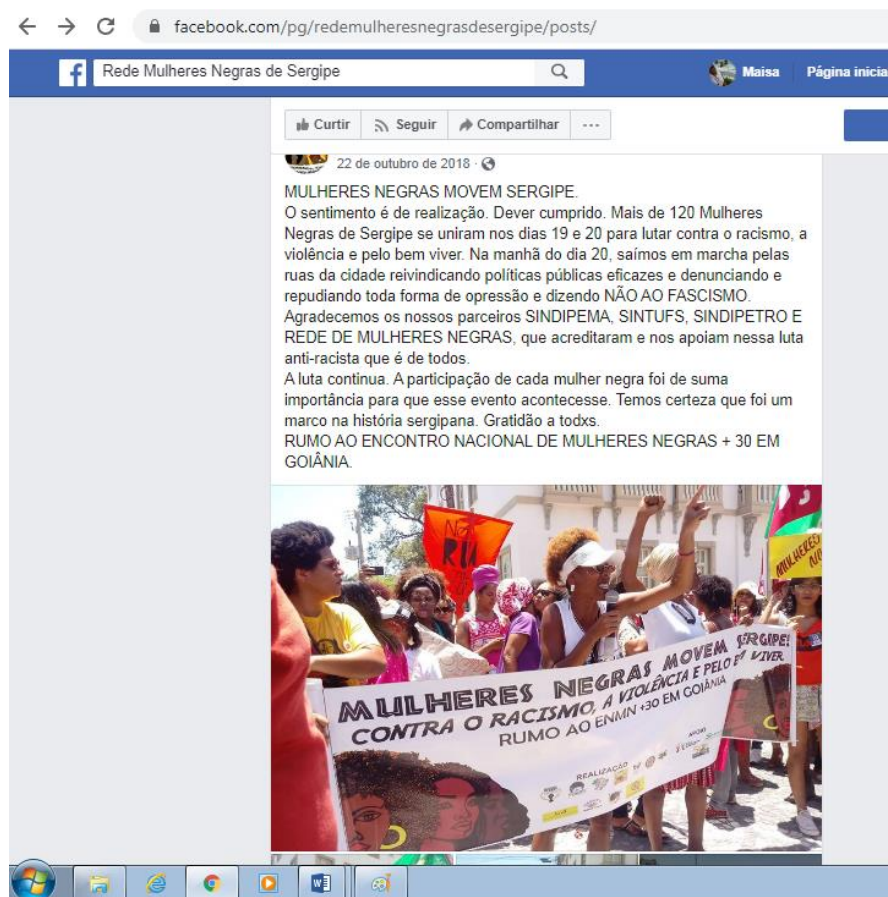 facebook.com/pg/redemulheresnegrasdesergipe/posts/
Rede Mulheres Negras de Sergipe
Maisa
Página inicia
Curtir
Seguir
Compartilhar
22 de outubro de 2018
MULHERES NEGRAS MOVEM SERGIPE.
O sentimento é de realização. Dever cumprido. Mais de 120 Mulheres
Negras de Sergipe se uniram nos dias 19 e 20 para lutar contra o racismo, a
violência e pelo bem viver. Na manhã do dia 20, saímos em marcha pelas
ruas da cidade reivindicando políticas públicas eficazes e denunciando e
repudiando toda forma de opressão e dizendo NÃO AO FASCISMO.
Agradecemos os nossos parceiros SINDIPEMA, SINTUFS, SINDIPETRO E
REDE DE MULHERES NEGRAS, que acreditaram e nos apoiam nessa luta
anti-racista que é de todos.
A luta continua. A participação de cada mulher negra foi de suma
importância para que esse evento acontecesse. Temos certeza que foi um
marco na história sergipana. Gratidão a todxs.
RUMO AO ENCONTRO NACIONAL DE MULHERES NEGRAS + 30 EM
GOIÂNIA.
MULHERES
MULHERES NEGRAS MOVEM SERGIPE!
CONTRA O RACISMO, A VIOLÊNCIA E PELO VIVER
RUMO AO ENMN +30 EM GOIÂNIA
REALIZAÇÃO
APOIO